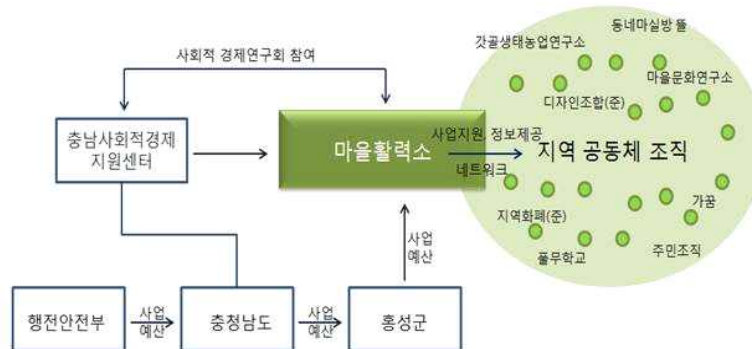 동네마실방 뜰
갓골생태농업연구소
사회적 경제연구회 참여
마을문화연구소
디자인조합(준)
충남사회적경제
지원센터
마을활력소
사업지원, 정보제공
네트워크
지역 공동체 조직
가꿈
지역화폐(준)
주민조직
풀무학교
사업
예산
행전안전부
사업
예산
충청남도
사업
예산
홍성군